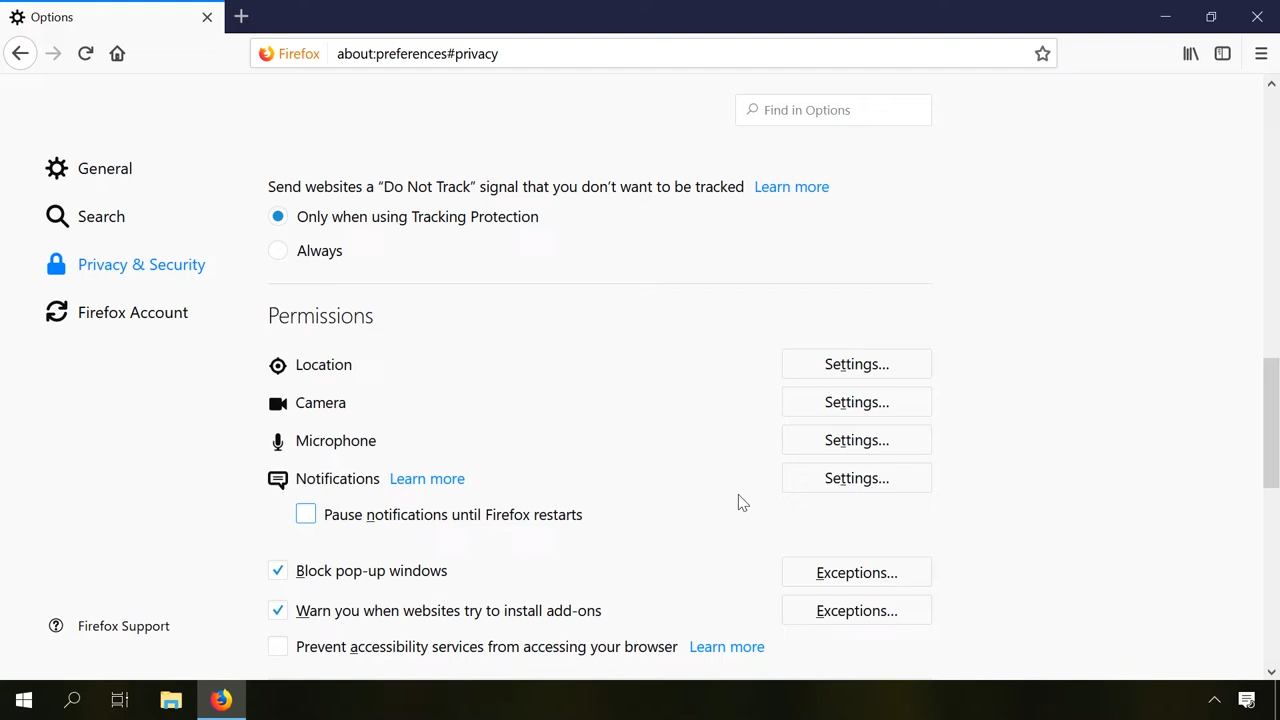 Options
Firefox
about:preferences#privacy
Find in Options
General
Search
Privacy & Security
Firefox Account
Firefox Support
Send websites a “Do Not Track” signal that you don’t want to be tracked Learn more
Only when using Tracking Protection
Always
Permissions
Location Settings...
Camera Settings...
Microphone Settings...
Notifications Learn more Settings...
Pause notifications until Firefox restarts
Block pop-up windows Exceptions...
Warn you when websites try to install add-ons Exceptions...
Prevent accessibility services from accessing your browser Learn more